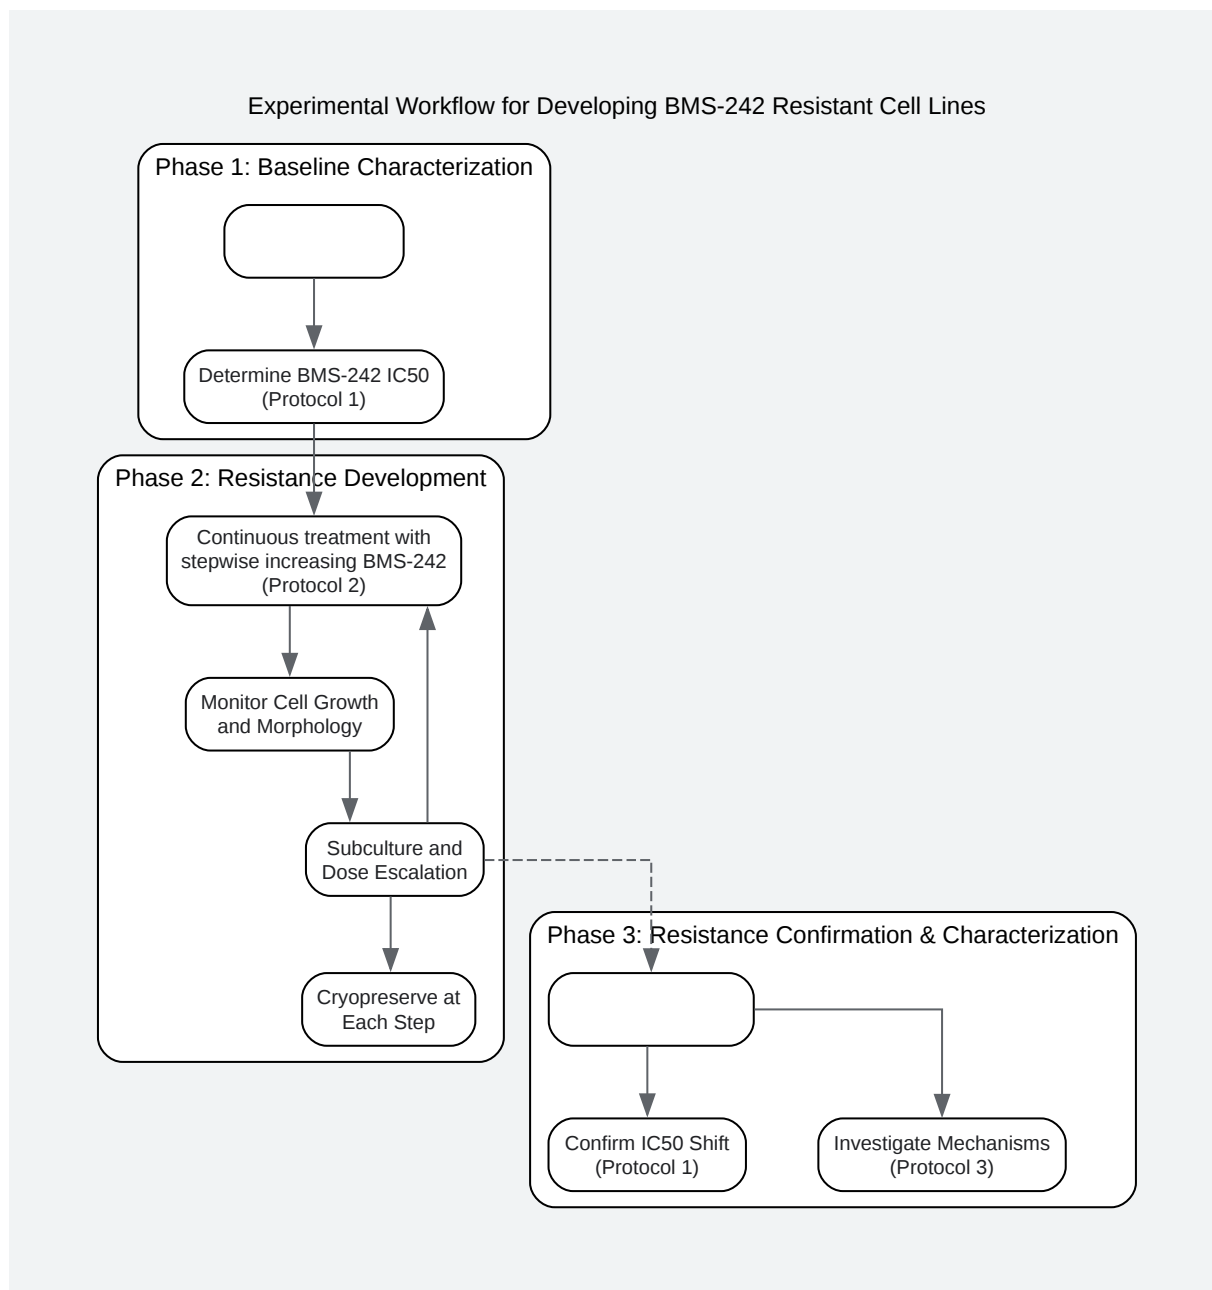 Experimental Workflow for Developing BMS-242 Resistant Cell Lines
Phase 1: Baseline Characterization
Determine BMS-242 IC50
(Protocol 1)
Phase 2: Resistance Development
Continuous treatment with
stepwise increasing BMS-242
(Protocol 2)
Monitor Cell Growth
and Morphology
Subculture and
Dose Escalation
Cryopreserve at
Each Step
Phase 3: Resistance Confirmation & Characterization
Confirm IC50 Shift
(Protocol 1)
Investigate Mechanisms
(Protocol 3)